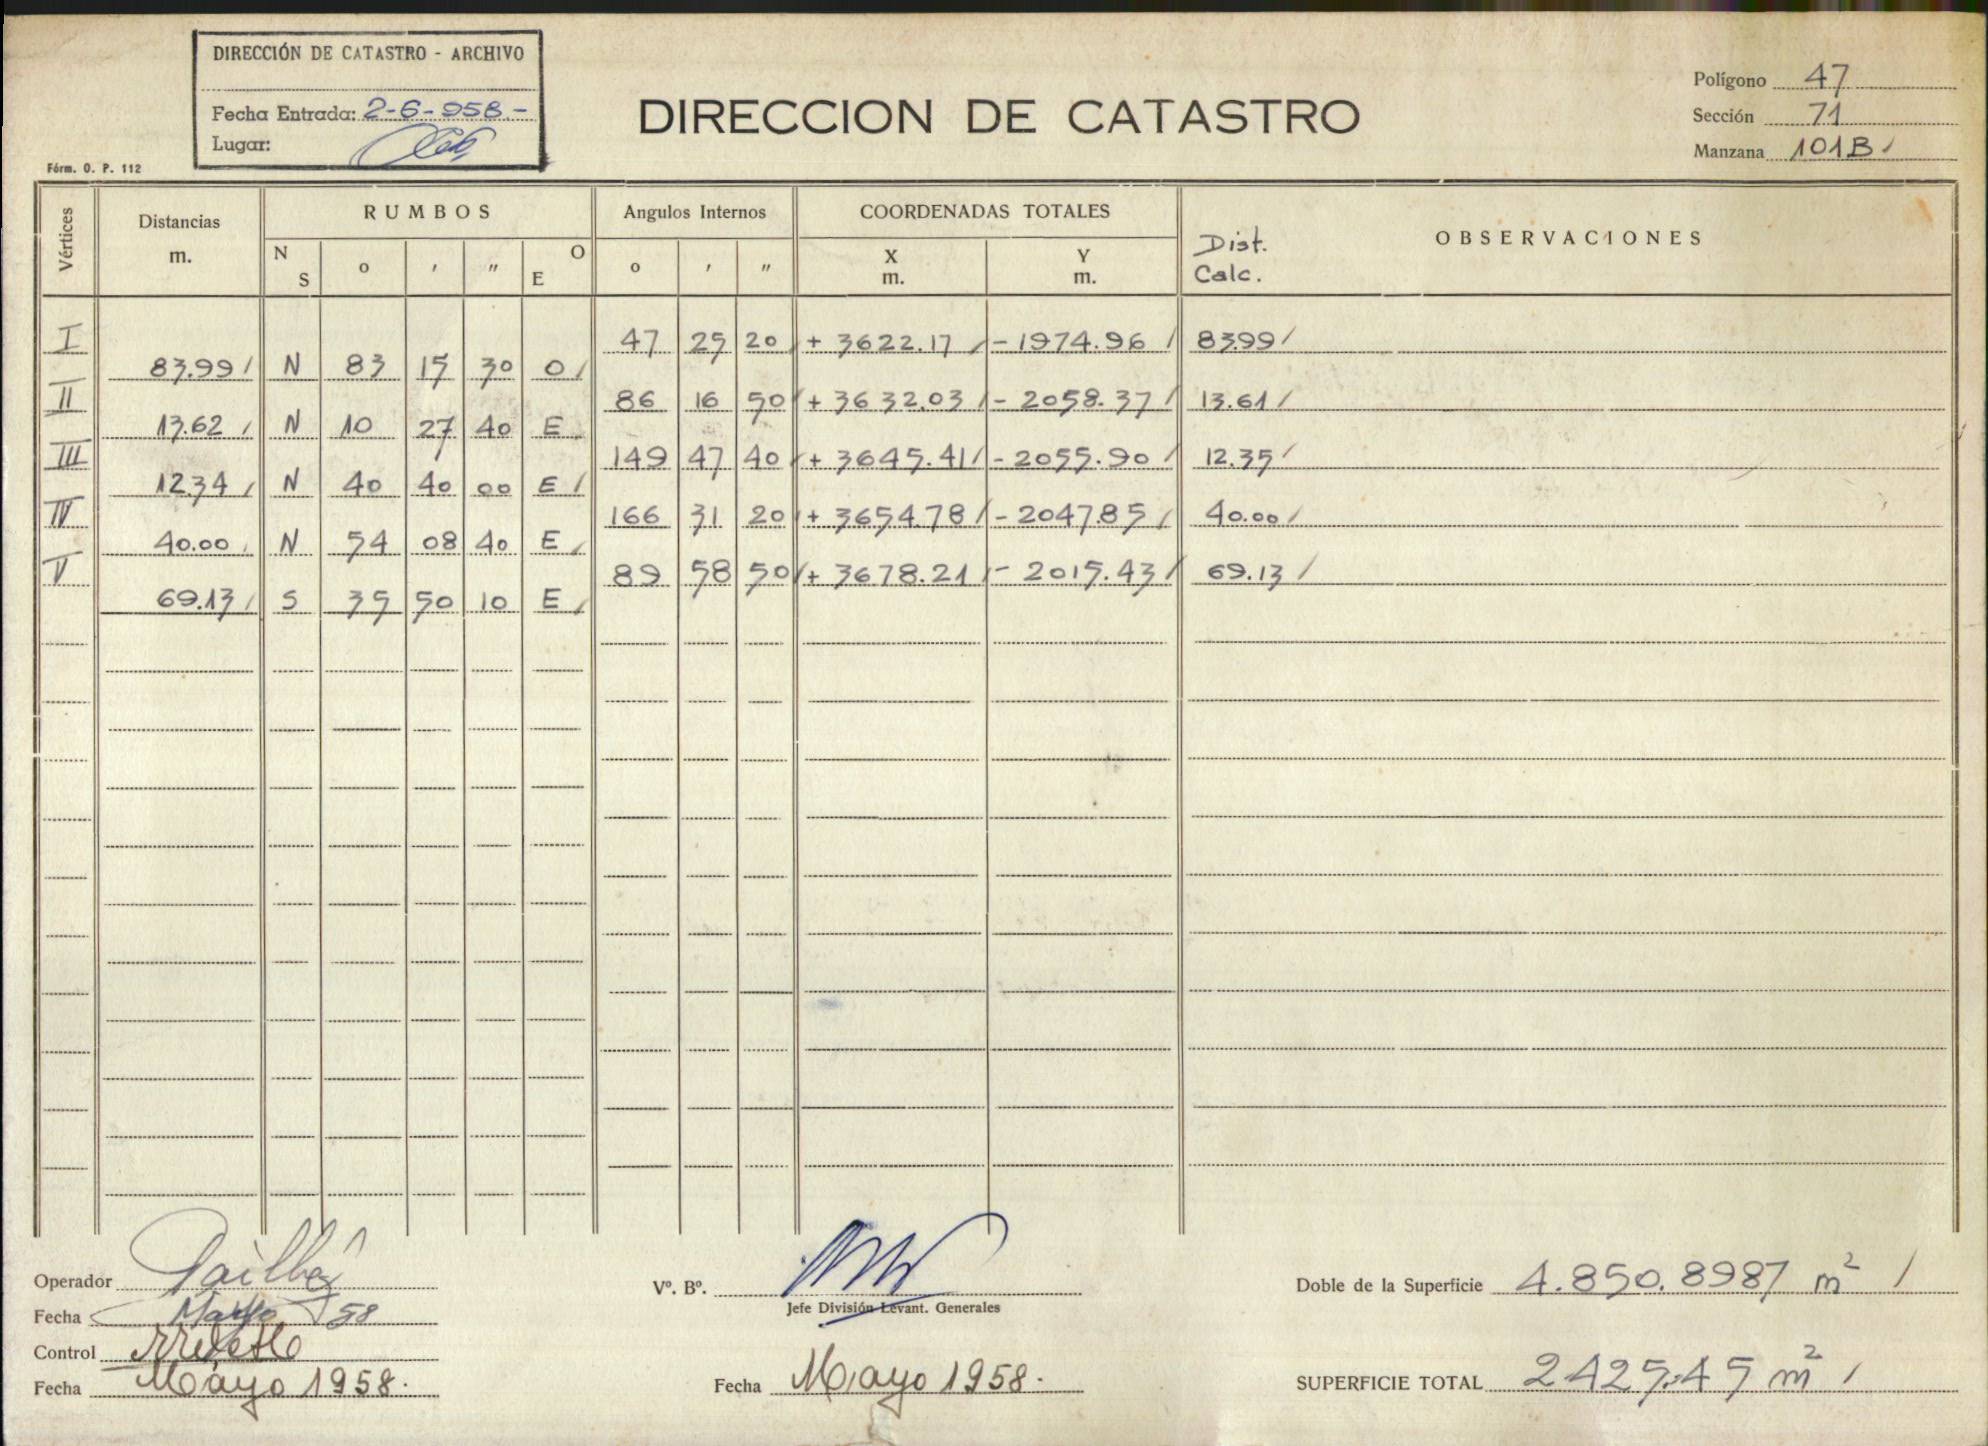 DIRECCIÓN DE CATASTRO - ARCHIVO
Fecha Entrada: 2-6-958.-
Lugar:
Fórm. O. P. 112
DIRECCION DE CATASTRO
Polígono 47
Sección 71
Manzana 101B /
Vértices Distancias m. RUMBOS Angulos Internos COORDENADAS TOTALES Dist. Calc. OBSERVACIONES
N S o ' " O E o ' " X m. Y m.
I 47 25 20 / + 3622.17 / - 1974.96 / 83.99 /
83.99 / N 83 15 30 O /
II 86 16 50 / + 3632.03 / - 2058.37 / 13.61 /
13.62 / N 10 27 40 E
III 149 47 40 / + 3645.41 / - 2055.90 / 12.35 /
12.34 / N 40 40 00 E /
IV 166 31 20 / + 3654.78 / - 2047.85 / 40.00 /
40.00 / N 54 08 40 E /
V 89 58 50 / + 3678.21 / - 2015.43 / 69.13 /
69.13 / S 35 50 10 E /
Operador
Fecha Mayo 58
Control
Fecha Mayo 1958.
Vº. Bº.
Jefe División Levant. Generales
Fecha Mayo 1958.
Doble de la Superficie 4.850.8987 m² /
SUPERFICIE TOTAL 2425.45 m² /